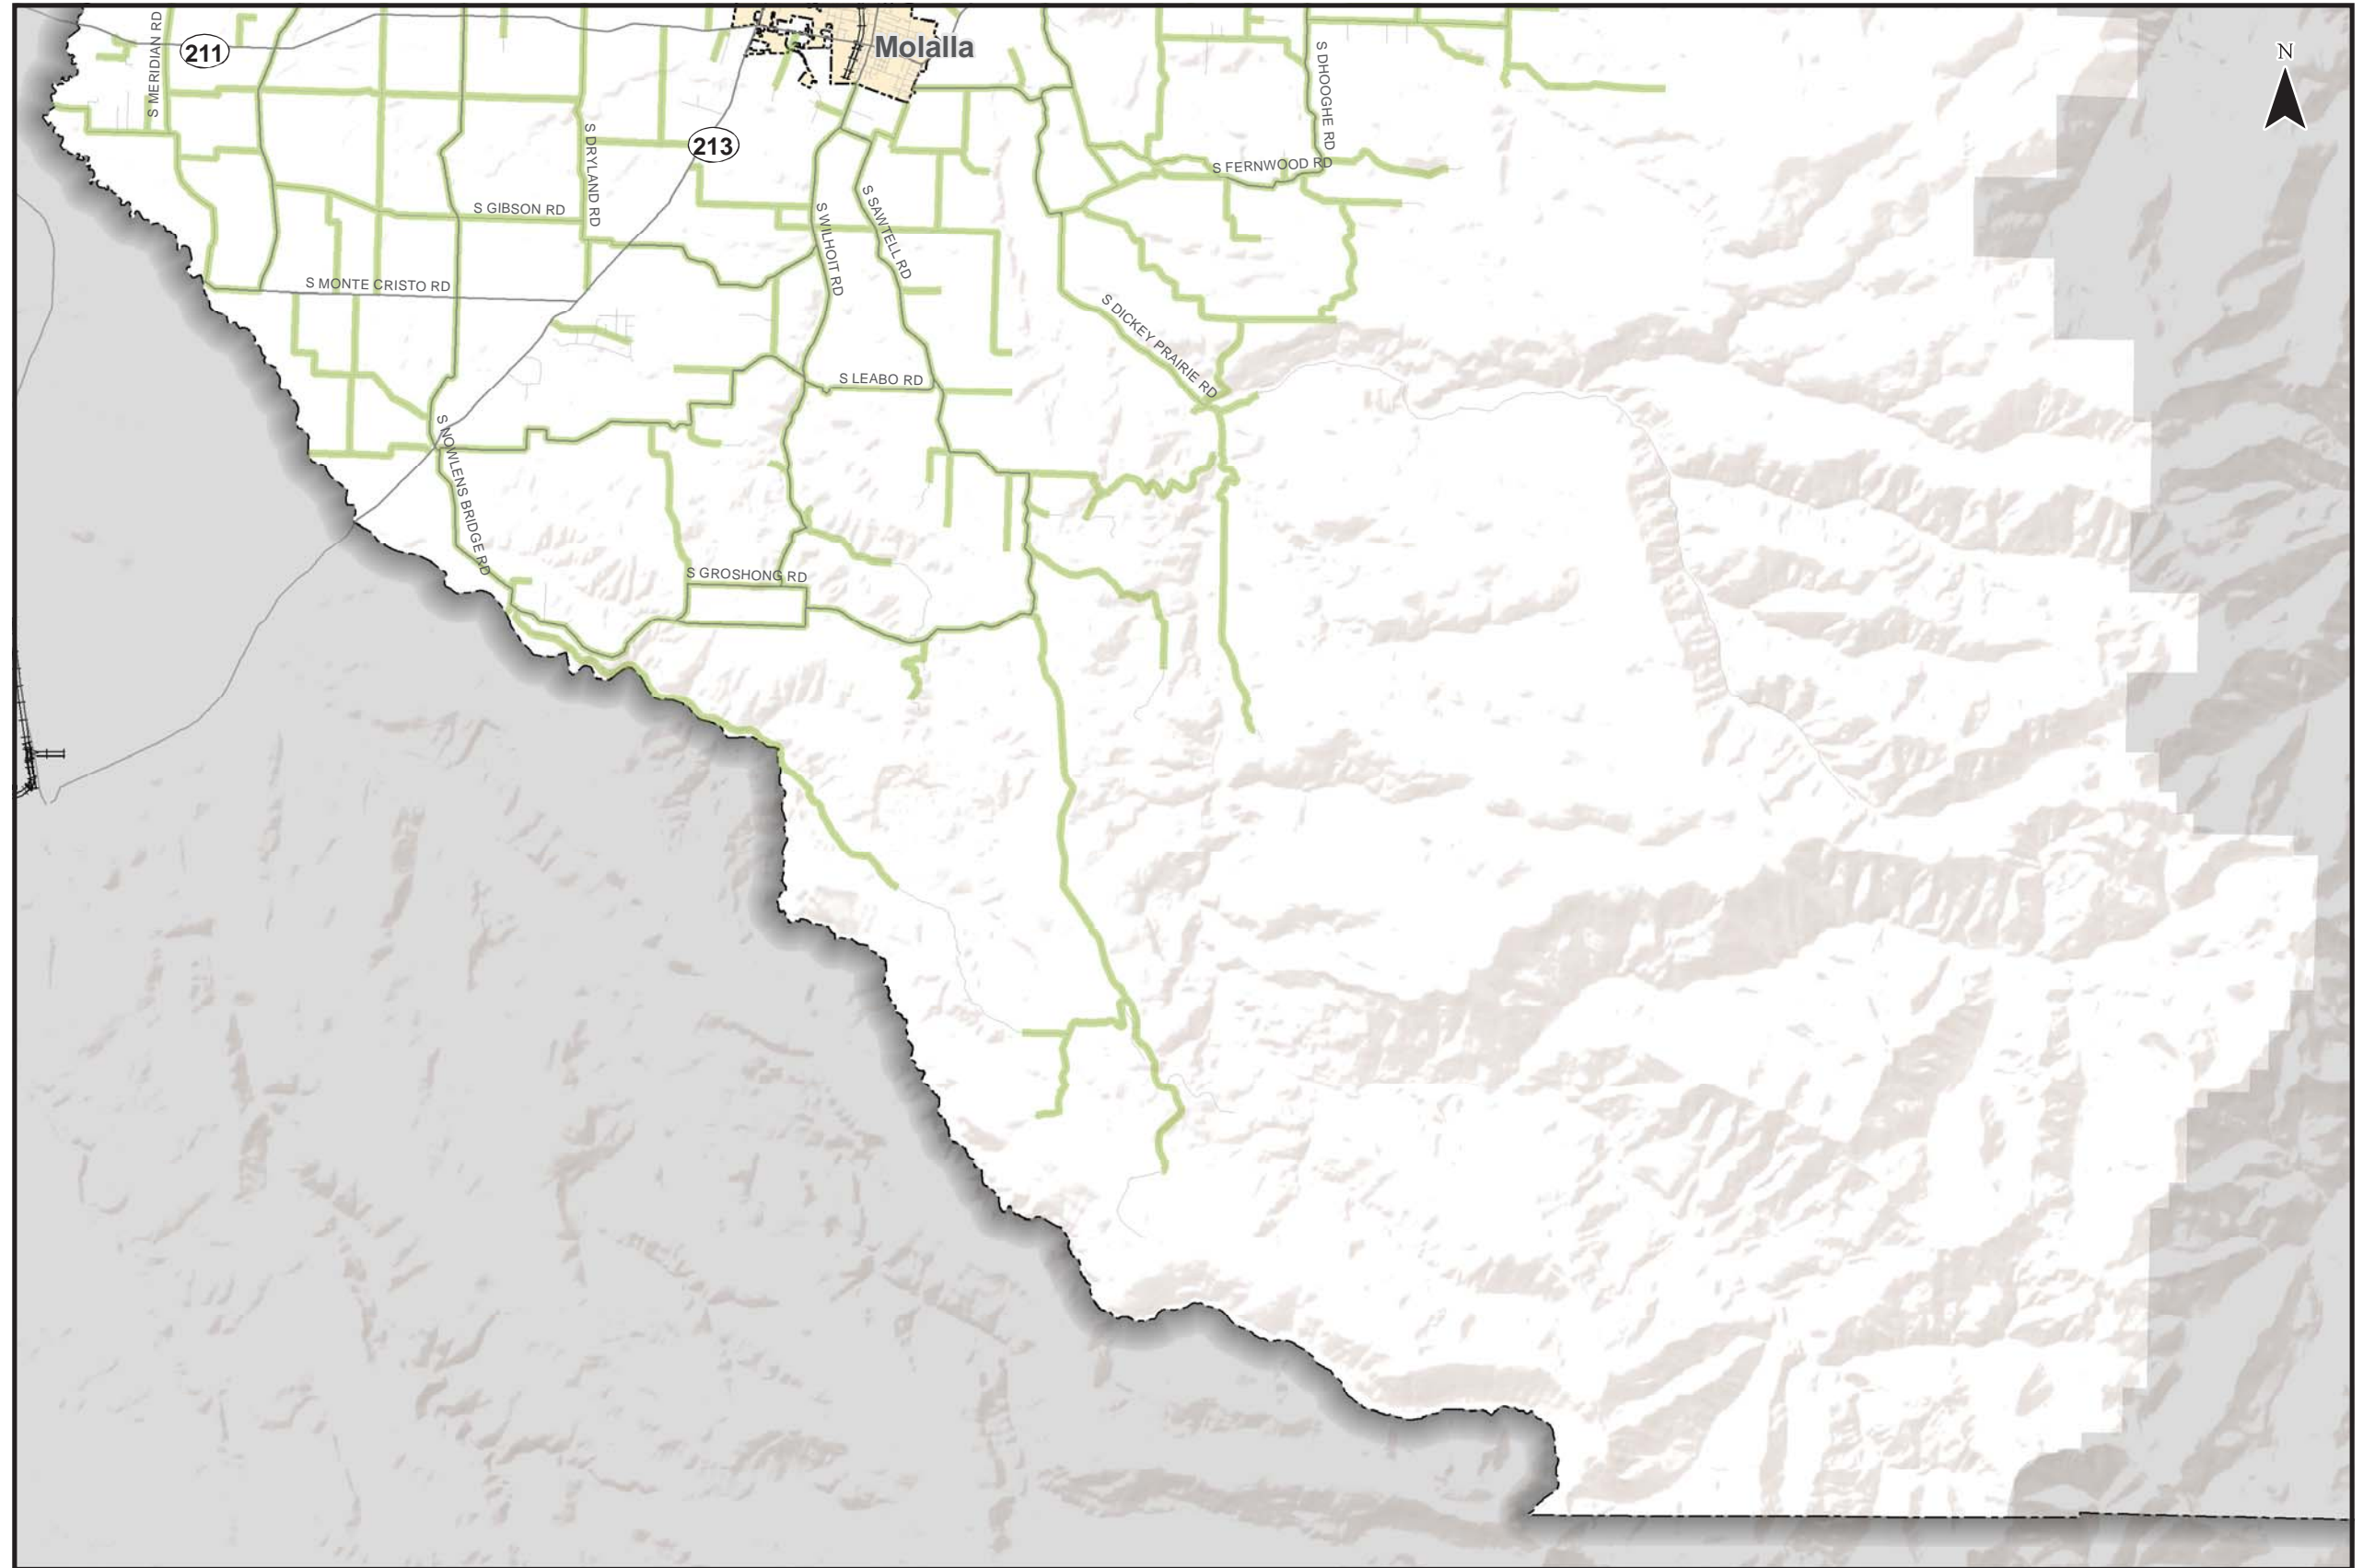 S MERIDIAN RD
211
Molalla
N
S DHOOGHE RD
S DRYLAND RD
213
S FERNWOOD RD
S GIBSON RD
S WILHOIT RD
S SAWTELL RD
S MONTE CRISTO RD
S DICKEY PRAIRIE RD
S LEABO RD
S NOWLENS BRIDGE RD
S GROSHONG RD